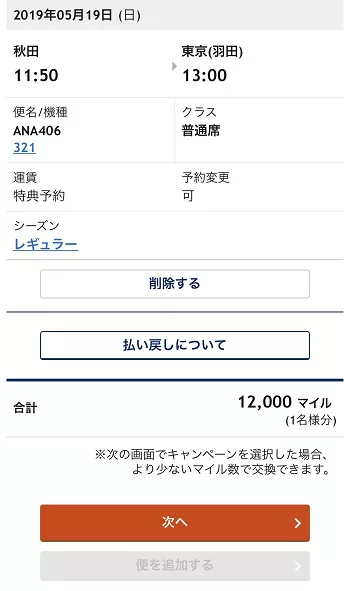 2019年05月19日 (日)
秋田 東京(羽田)
11:50 13:00
便名/機種 クラス
ANA406 普通席
321
運賃 予約変更
特典予約 可
シーズン
レギュラー
削除する
払い戻しについて
合計 12,000 マイル
(1名様分)
※次の画面でキャンペーンを選択した場合、
より少ないマイル数で交換できます。
次へ
便を追加する